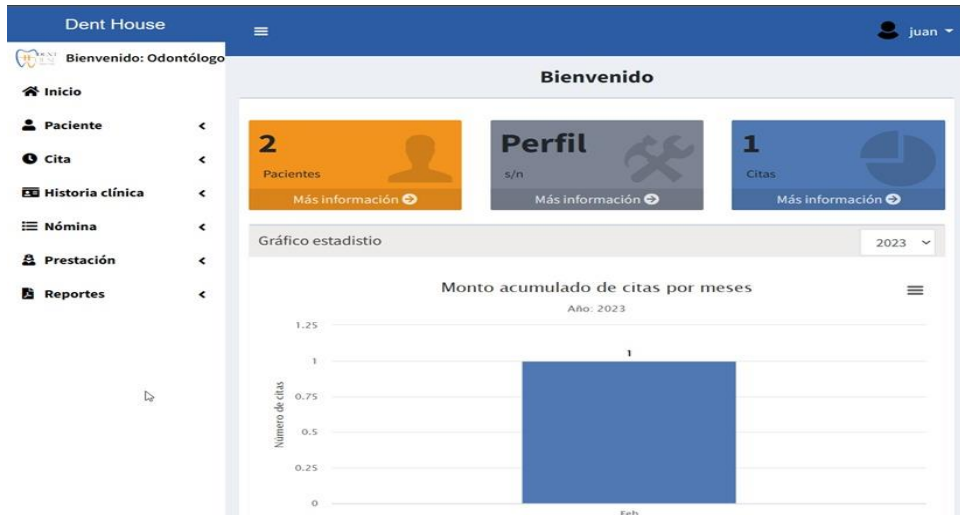 Dent House
juan
Bienvenido: Odontólogo
Inicio
Paciente
Cita
Historia clínica
Nómina
Prestación
Reportes
Bienvenido
2
Pacientes
Más información
Perfil
s/n
Más información
1
Citas
Más información
Gráfico estadistio
2023
Monto acumulado de citas por meses
Año: 2023
Número de citas
1.25
1
0.75
0.5
0.25
0
1
Feb